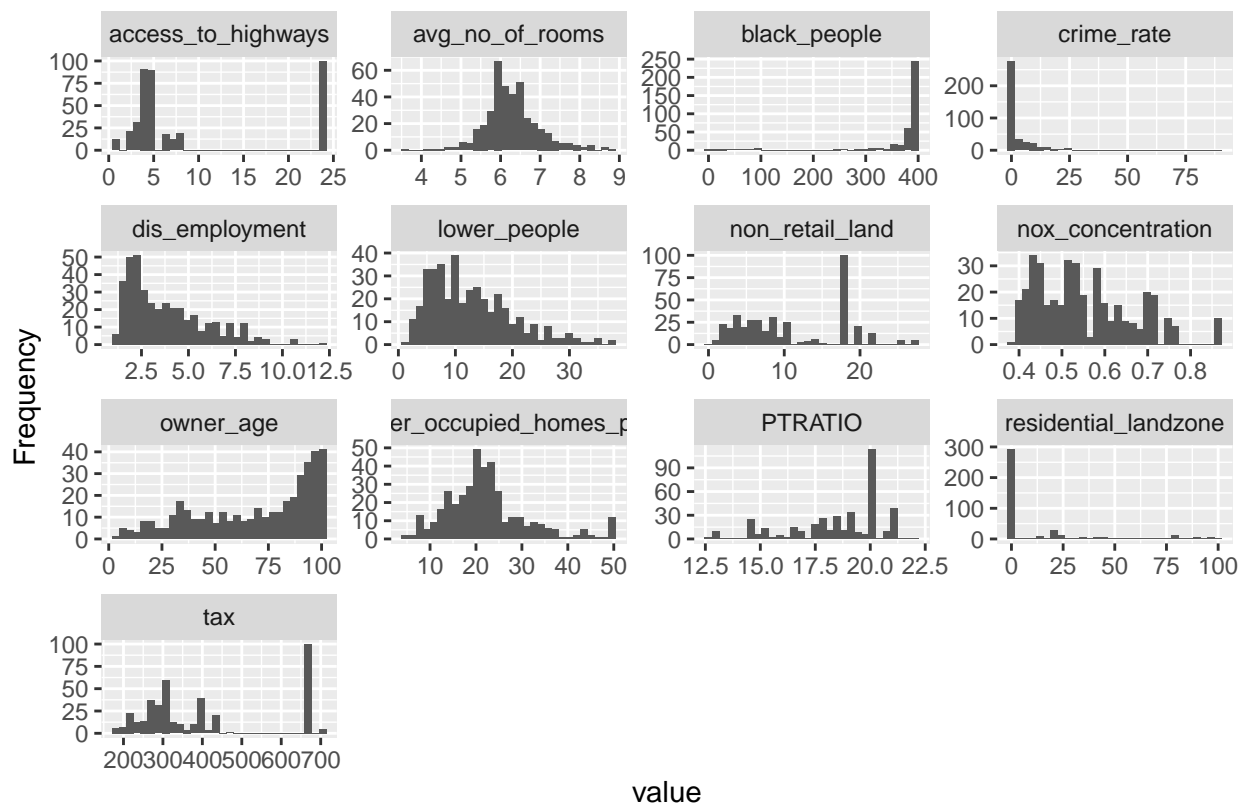 access_to_highways avg_no_of_rooms black_people crime_rate
100 75 50 25 0
60 40 20 0
250 200 150 100 50 0
200 100 0
0 5 10 15 20 25
4 5 6 7 8 9
0 100 200 300 400
0 25 50 75
dis_employment lower_people non_retail_land nox_concentration
50 40 30 20 10 0
40 30 20 10 0
100 75 50 25 0
30 20 10 0
2.5 5.0 7.5 10.0 12.5
0 10 20 30
0 10 20
0.4 0.5 0.6 0.7 0.8
owner_age er_occupied_homes_p PTRATIO residential_landzone
40 30 20 10 0
50 40 30 20 10 0
90 60 30 0
300 200 100 0
0 25 50 75 100
10 20 30 40 50
12.5 15.0 17.5 20.0 22.5
0 25 50 75 100
tax
100 75 50 25 0
200 300 400 500 600 700
Frequency
value